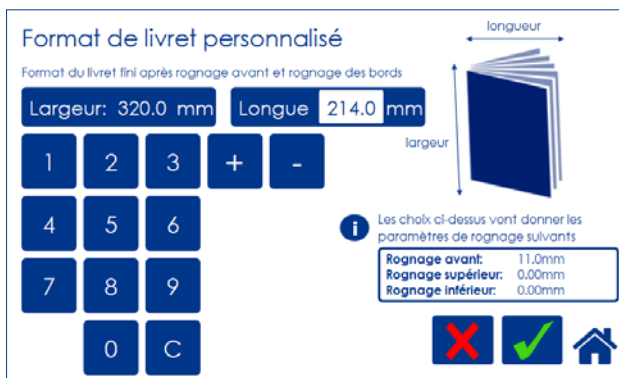 Format de livret personnalisé
Format du livret fini après rognage avant et rognage des bords
Largeur: 320.0 mm
Longue 214.0 mm
1 2 3 + -
4 5 6
7 8 9
0 C
longueur
largeur
i
Les choix ci-dessus vont donner les
paramètres de rognage suivants
Rognage avant: 11.0mm
Rognage supérieur: 0.00mm
Rognage inférieur: 0.00mm